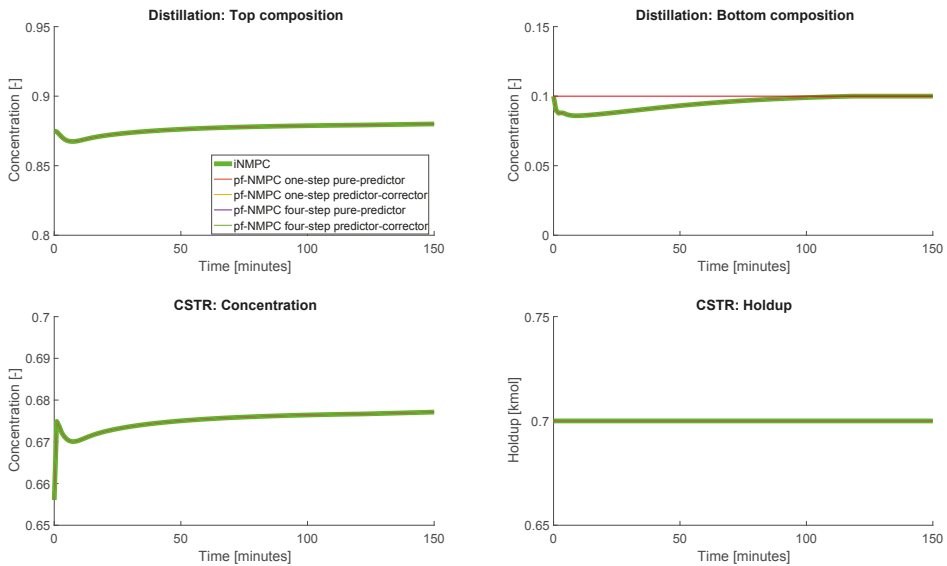 Distillation: Top composition
0.95
0.9
0.85
0.8
Concentration [-]
0
50
100
150
Time [minutes]
iNMPC
pf-NMPC one-step pure-predictor
pf-NMPC one-step predictor-corrector
pf-NMPC four-step pure-predictor
pf-NMPC four-step predictor-corrector
Distillation: Bottom composition
0.15
0.1
0.05
0
Concentration [-]
0
50
100
150
Time [minutes]
CSTR: Concentration
0.7
0.69
0.68
0.67
0.66
0.65
Concentration [-]
0
50
100
150
Time [minutes]
CSTR: Holdup
0.75
0.7
0.65
Holdup [kmol]
0
50
100
150
Time [minutes]